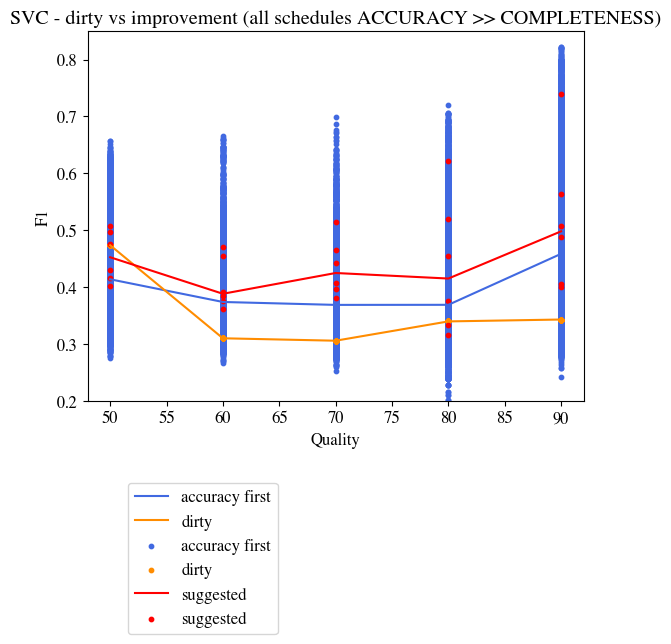 SVC - dirty vs improvement (all schedules ACCURACY >> COMPLETENESS)
0.8
0.7
0.6
0.5
0.4
0.3
0.2
F1
50 55 60 65 70 75 80 85 90
Quality
accuracy first
dirty
accuracy first
dirty
suggested
suggested